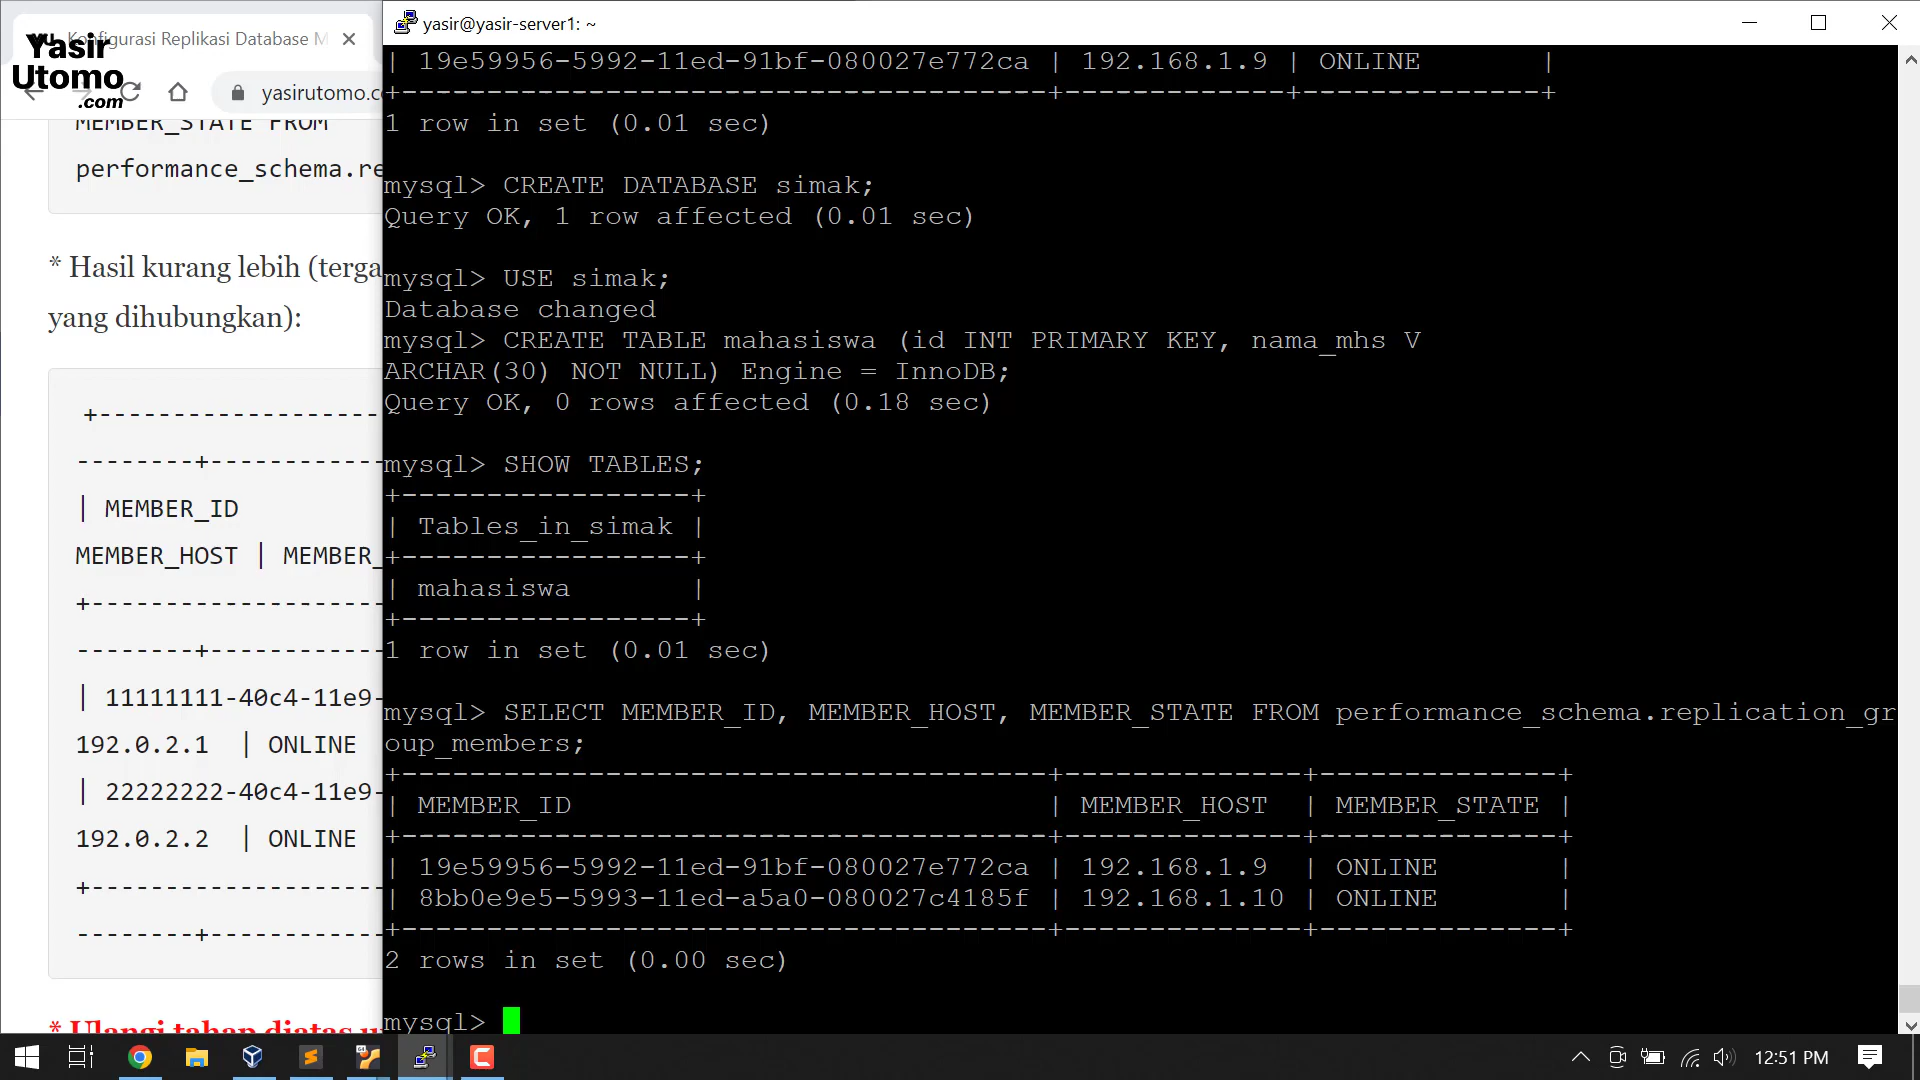 Yasir
Utomo
.com
Konfigurasi Replikasi Database M
yasirutomo.co
MEMBER_STATE FROM
performance_schema.re
* Hasil kurang lebih (terga
yang dihubungkan):
+-------------------
--------+------------
| MEMBER_ID
MEMBER_HOST | MEMBER_
+--------------------
--------+------------
| 11111111-40c4-11e9-
192.0.2.1 | ONLINE
| 22222222-40c4-11e9-
192.0.2.2 | ONLINE
+--------------------
--------+------------
* Ulangi tahap diatas u
yasir@yasir-server1: ~
| 19e59956-5992-11ed-91bf-080027e772ca | 192.168.1.9 | ONLINE |
+--------------------------------------+-------------+--------------+
1 row in set (0.01 sec)
mysql> CREATE DATABASE simak;
Query OK, 1 row affected (0.01 sec)
mysql> USE simak;
Database changed
mysql> CREATE TABLE mahasiswa (id INT PRIMARY KEY, nama_mhs V
ARCHAR(30) NOT NULL) Engine = InnoDB;
Query OK, 0 rows affected (0.18 sec)
mysql> SHOW TABLES;
+-----------------+
| Tables_in_simak |
+-----------------+
| mahasiswa |
+-----------------+
1 row in set (0.01 sec)
mysql> SELECT MEMBER_ID, MEMBER_HOST, MEMBER_STATE FROM performance_schema.replication_gr
oup_members;
+--------------------------------------+--------------+--------------+
| MEMBER_ID | MEMBER_HOST | MEMBER_STATE |
+--------------------------------------+--------------+--------------+
| 19e59956-5992-11ed-91bf-080027e772ca | 192.168.1.9 | ONLINE |
| 8bb0e9e5-5993-11ed-a5a0-080027c4185f | 192.168.1.10 | ONLINE |
+--------------------------------------+--------------+--------------+
2 rows in set (0.00 sec)
mysql>
12:51 PM